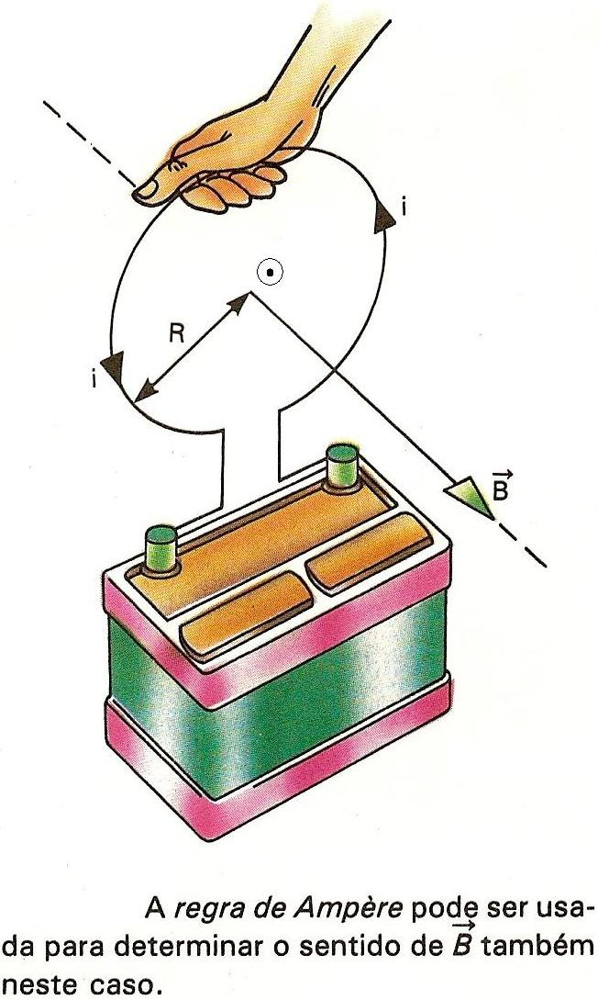 i
R
i
B⃗
A regra de Ampère pode ser usa-
da para determinar o sentido de B⃗ também
neste caso.